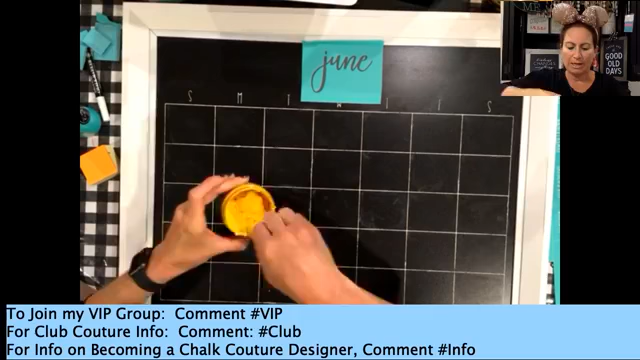 GOOD
OLD
DAYS
june
S M T W T F S
To Join my VIP Group: Comment #VIP
For Club Couture Info: Comment: #Club
For Info on Becoming a Chalk Couture Designer, Comment #Info